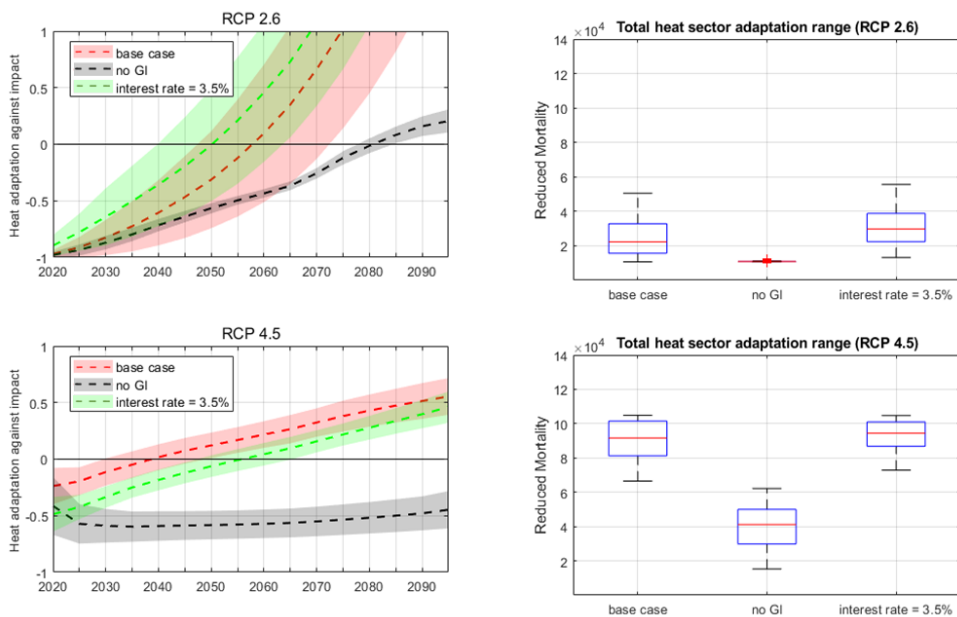 RCP 2.6
Heat adaptation against impact
1
0.5
0
-0.5
-1
base case
no GI
interest rate = 3.5%
2020 2030 2040 2050 2060 2070 2080 2090
Total heat sector adaptation range (RCP 2.6)
×10⁴
Reduced Mortality
14
12
10
8
6
4
2
base case no GI interest rate = 3.5%
RCP 4.5
Heat adaptation against impact
1
0.5
0
-0.5
-1
base case
no GI
interest rate = 3.5%
2020 2030 2040 2050 2060 2070 2080 2090
Total heat sector adaptation range (RCP 4.5)
×10⁴
Reduced Mortality
14
12
10
8
6
4
2
base case no GI interest rate = 3.5%